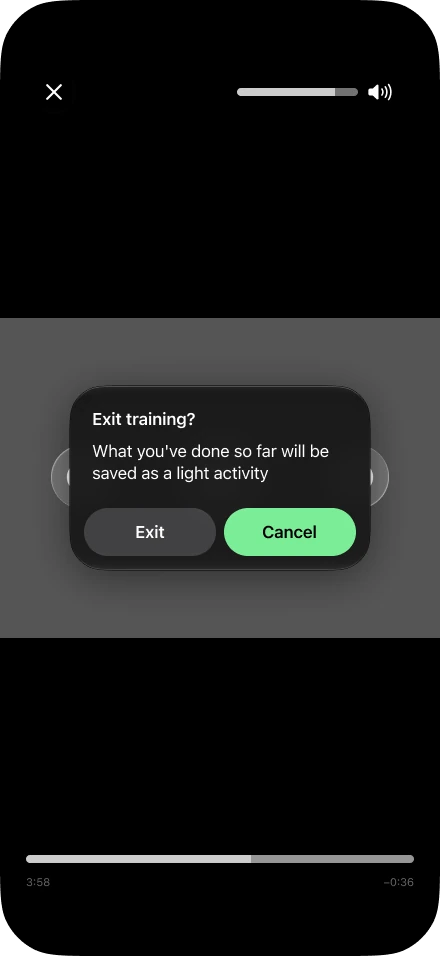 Exit training?
What you've done so far will be
saved as a light activity
Exit
Cancel
3:58
−0:36